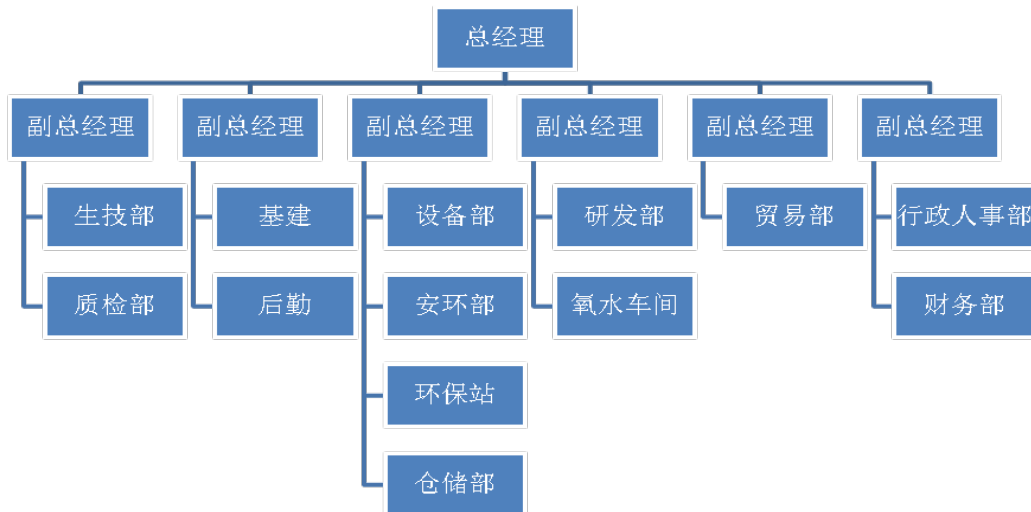 总经理
副总经理
副总经理
副总经理
副总经理
副总经理
副总经理
生技部
基建
设备部
研发部
贸易部
行政人事部
质检部
后勤
安环部
氧水车间
财务部
环保站
仓储部